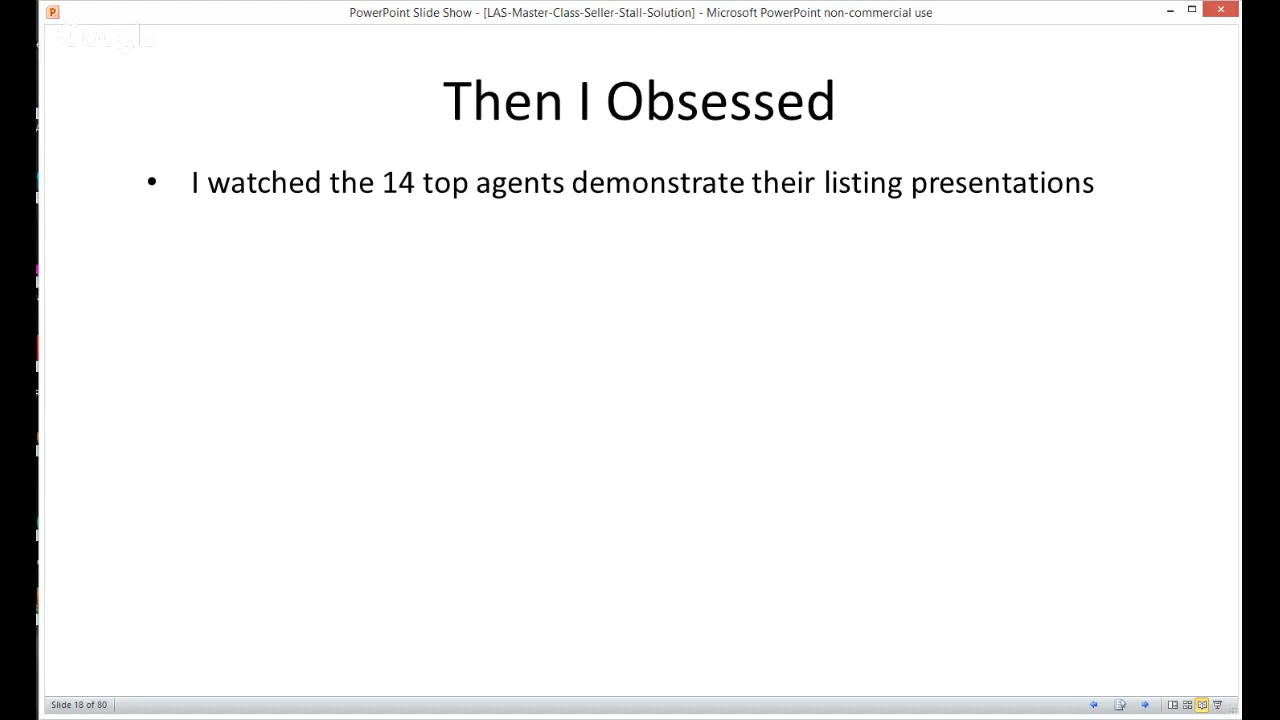 PowerPoint Slide Show - [LAS-Master-Class-Seller-Stall-Solution] - Microsoft PowerPoint non-commercial use
Google
Then I Obsessed
• I watched the 14 top agents demonstrate their listing presentations
Slide 18 of 80